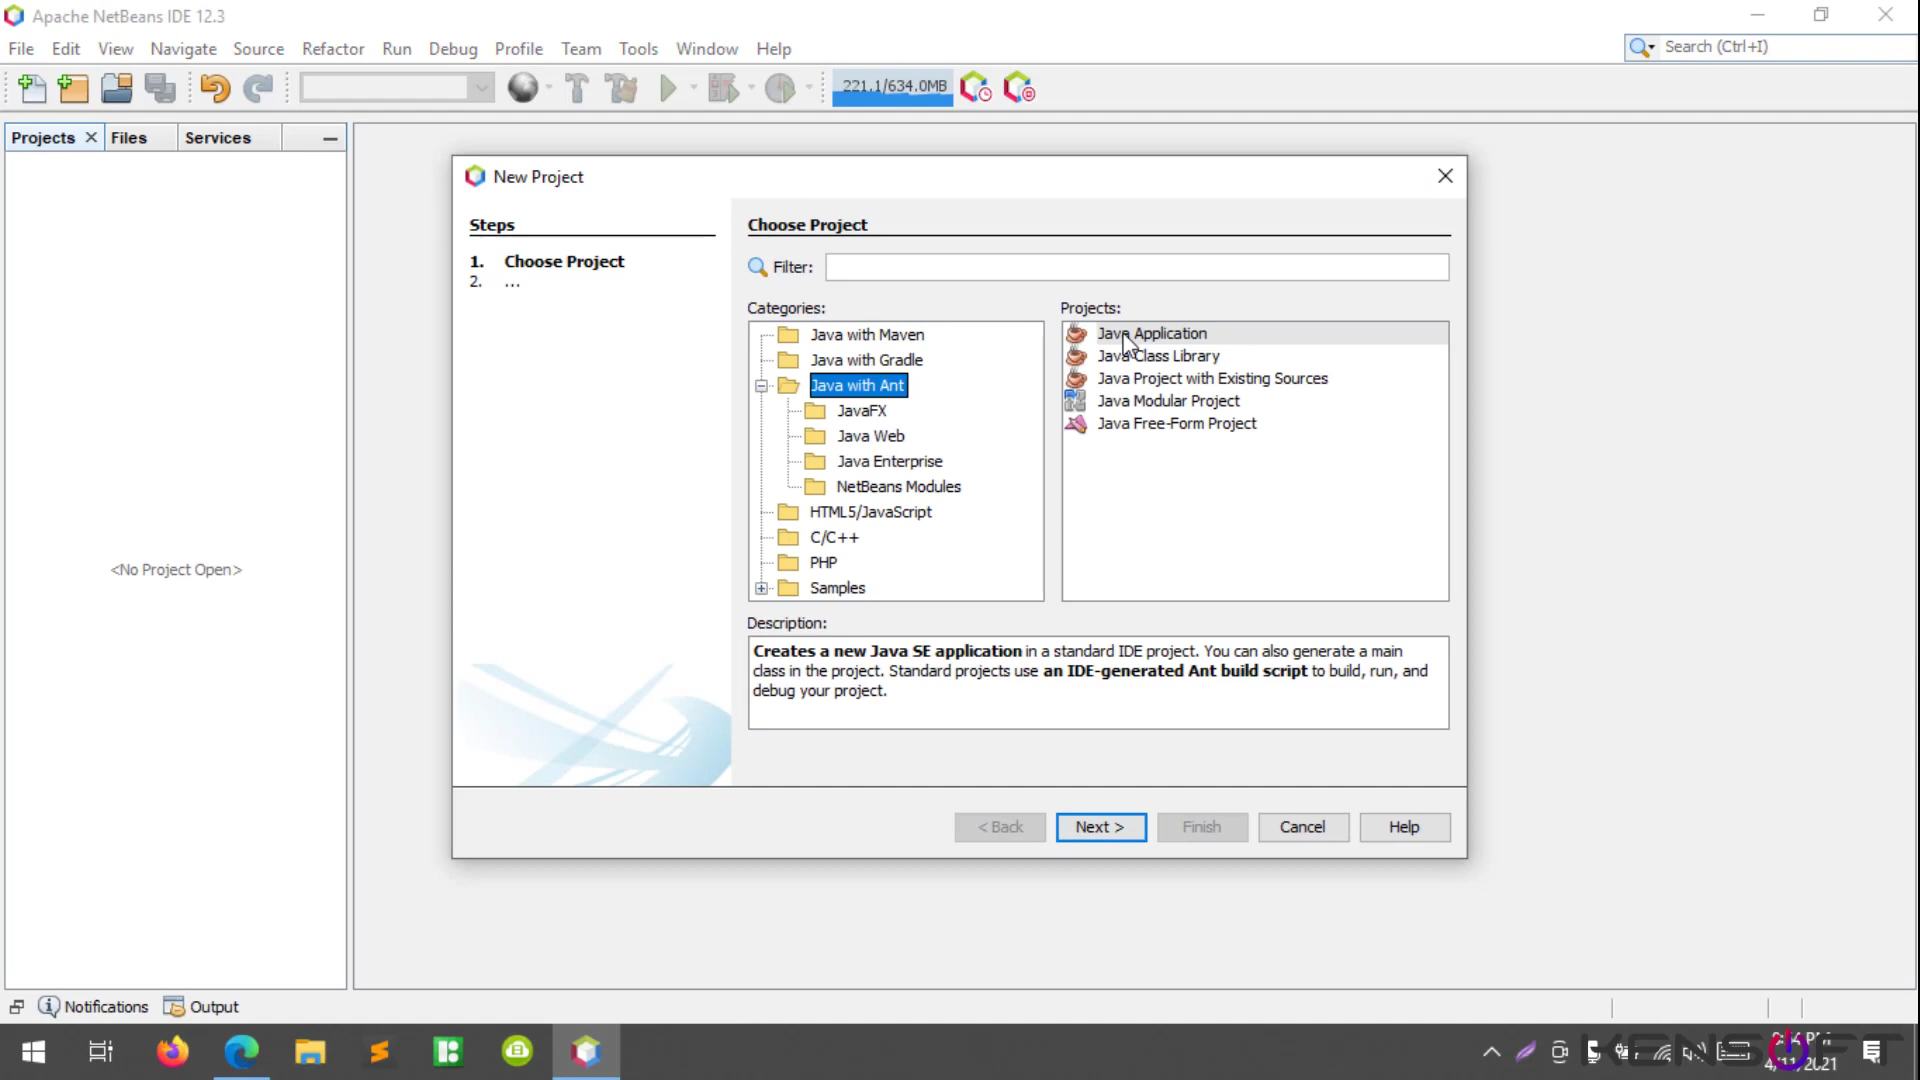 Apache NetBeans IDE 12.3
File Edit View Navigate Source Refactor Run Debug Profile Team Tools Window Help
Search (Ctrl+I)
221.1/634.0MB
Projects Files Services
<No Project Open>
New Project
Steps
1. Choose Project
2. ...
Choose Project
Filter:
Categories:
Java with Maven
Java with Gradle
Java with Ant
JavaFX
Java Web
Java Enterprise
NetBeans Modules
HTML5/JavaScript
C/C++
PHP
Samples
Projects:
Java Application
Java Class Library
Java Project with Existing Sources
Java Modular Project
Java Free-Form Project
Description:
Creates a new Java SE application in a standard IDE project. You can also generate a main
class in the project. Standard projects use an IDE-generated Ant build script to build, run, and
debug your project.
< Back Next > Finish Cancel Help
Notifications Output
KENSOFT
4/11/2021